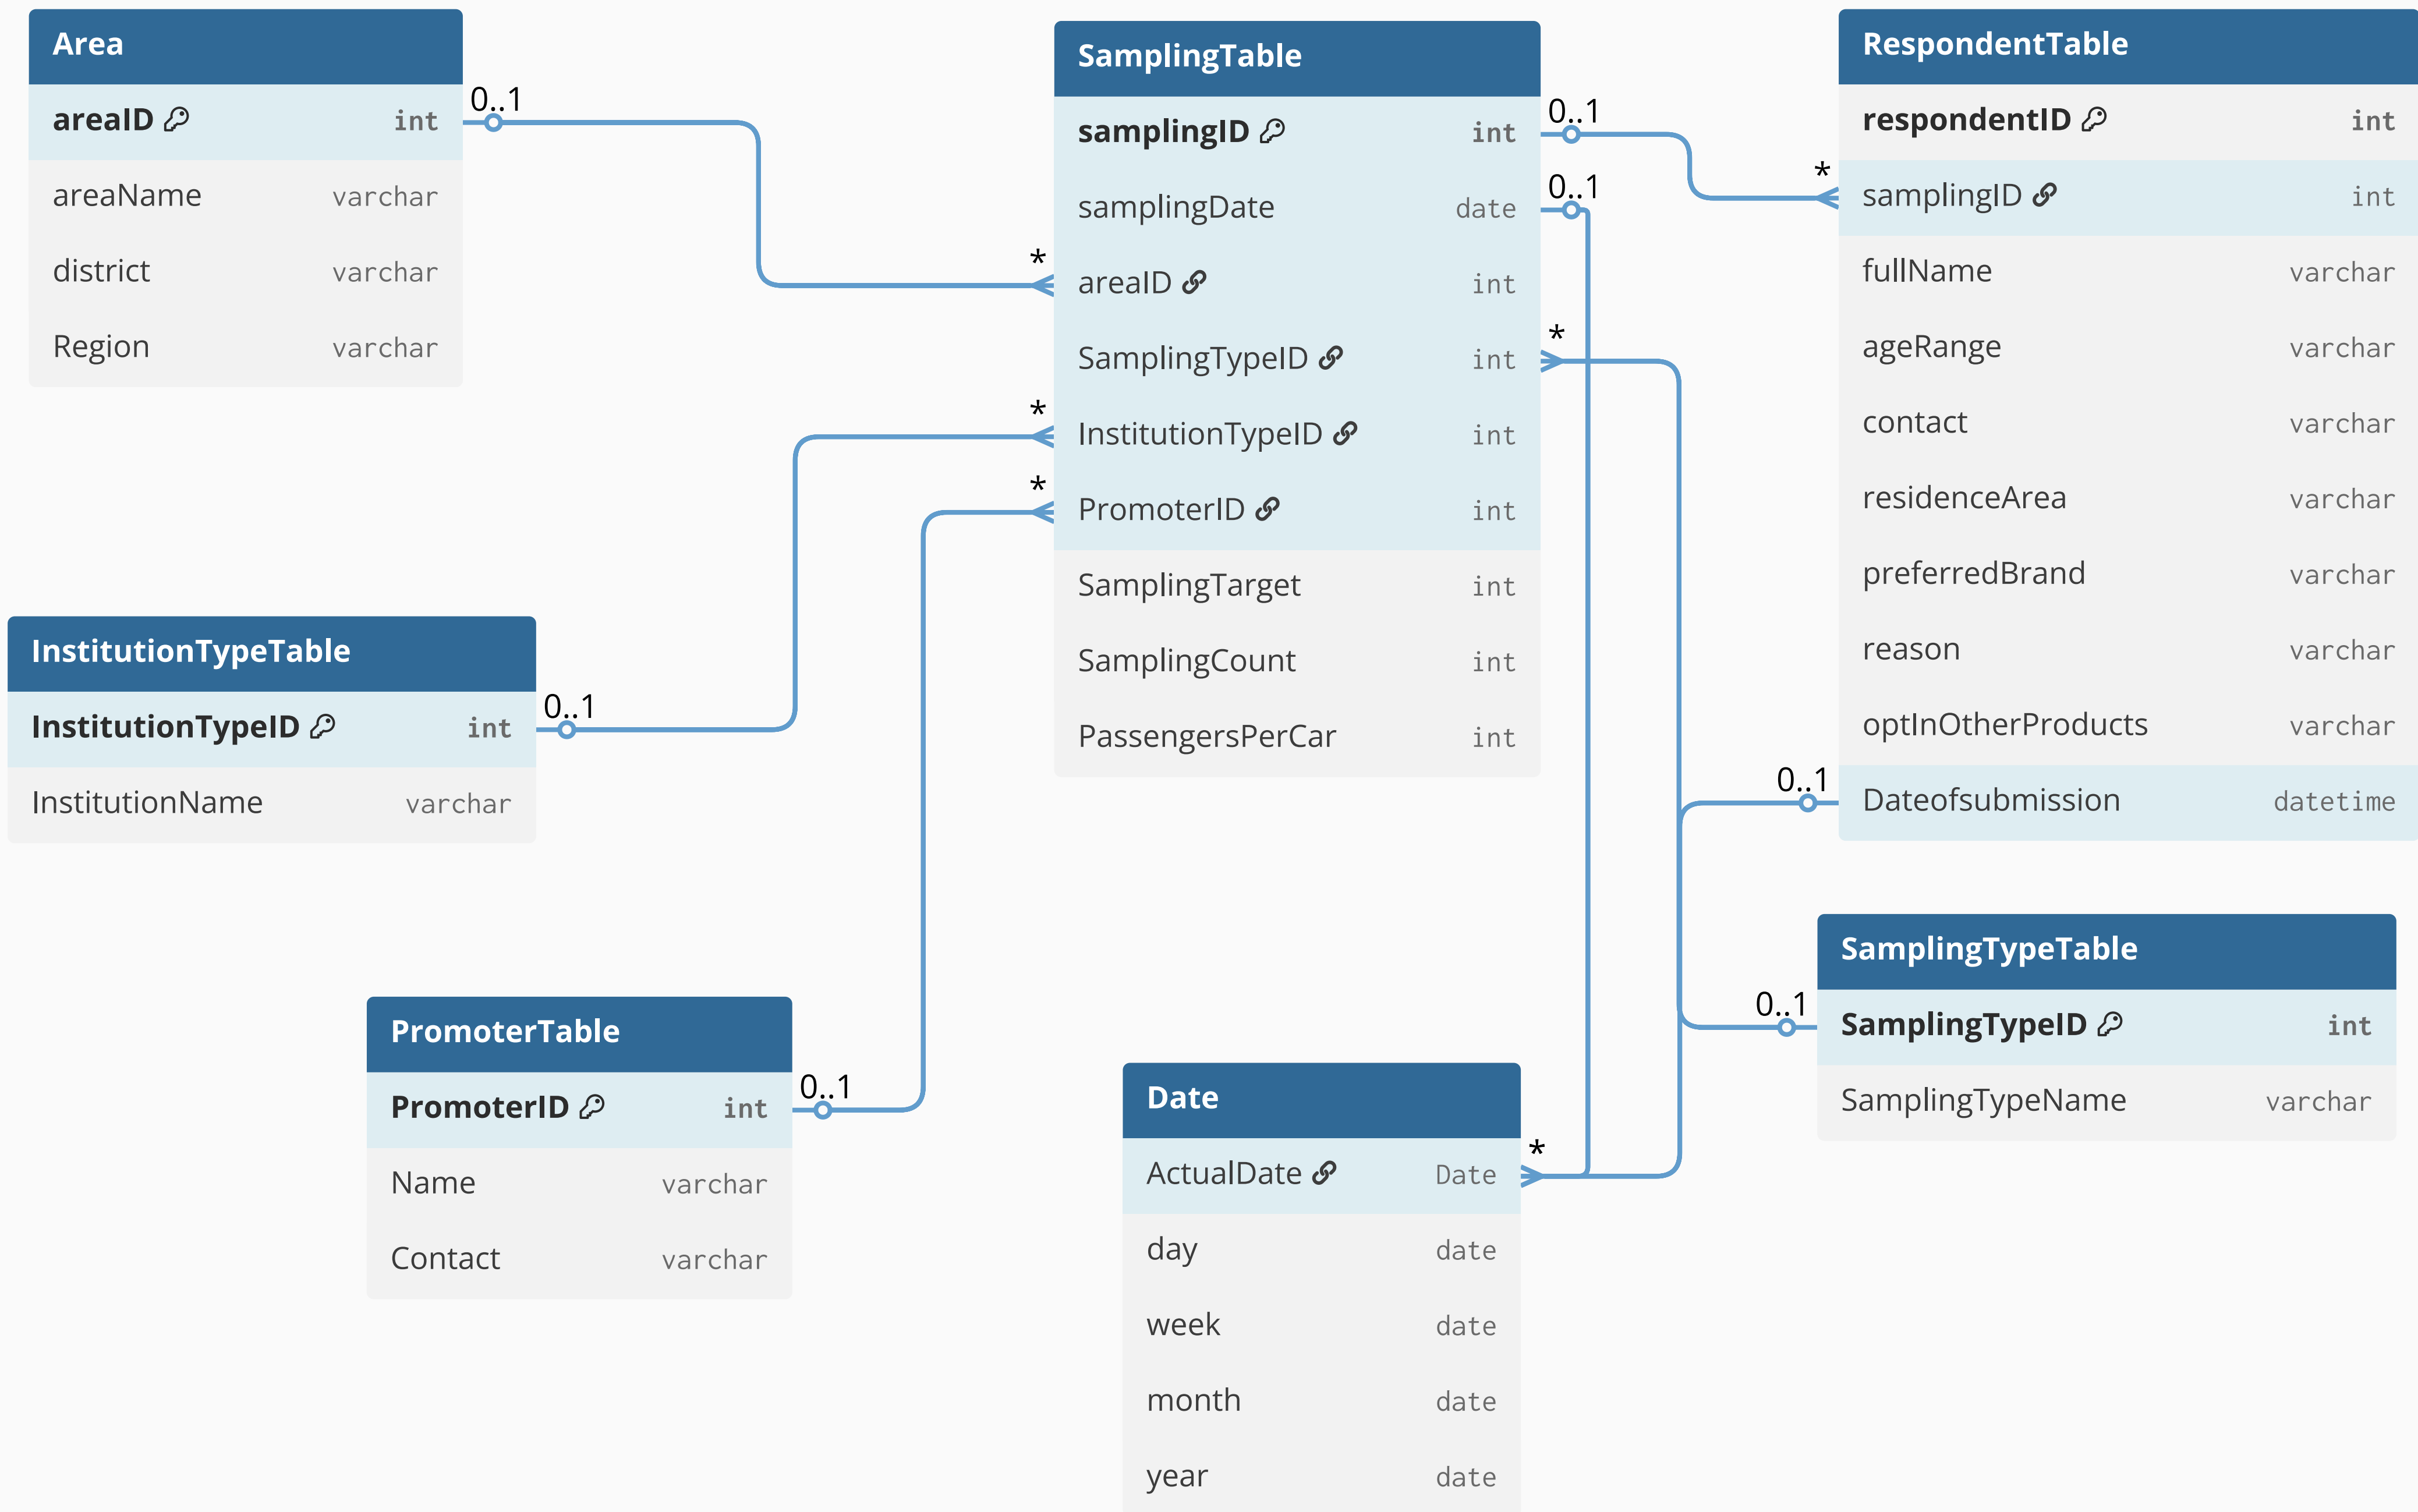 Area
areaID int
areaName varchar
district varchar
Region varchar
0..1
*
SamplingTable
samplingID int
samplingDate date
areaID int
SamplingTypeID int
InstitutionTypeID int
PromoterID int
SamplingTarget int
SamplingCount int
PassengersPerCar int
0..1
0..1
*
*
*
*
RespondentTable
respondentID int
samplingID int
fullName varchar
ageRange varchar
contact varchar
residenceArea varchar
preferredBrand varchar
reason varchar
optInOtherProducts varchar
Dateofsubmission datetime
0..1
InstitutionTypeTable
InstitutionTypeID int
InstitutionName varchar
0..1
PromoterTable
PromoterID int
Name varchar
Contact varchar
0..1
Date
ActualDate Date
day date
week date
month date
year date
*
SamplingTypeTable
SamplingTypeID int
SamplingTypeName varchar
0..1